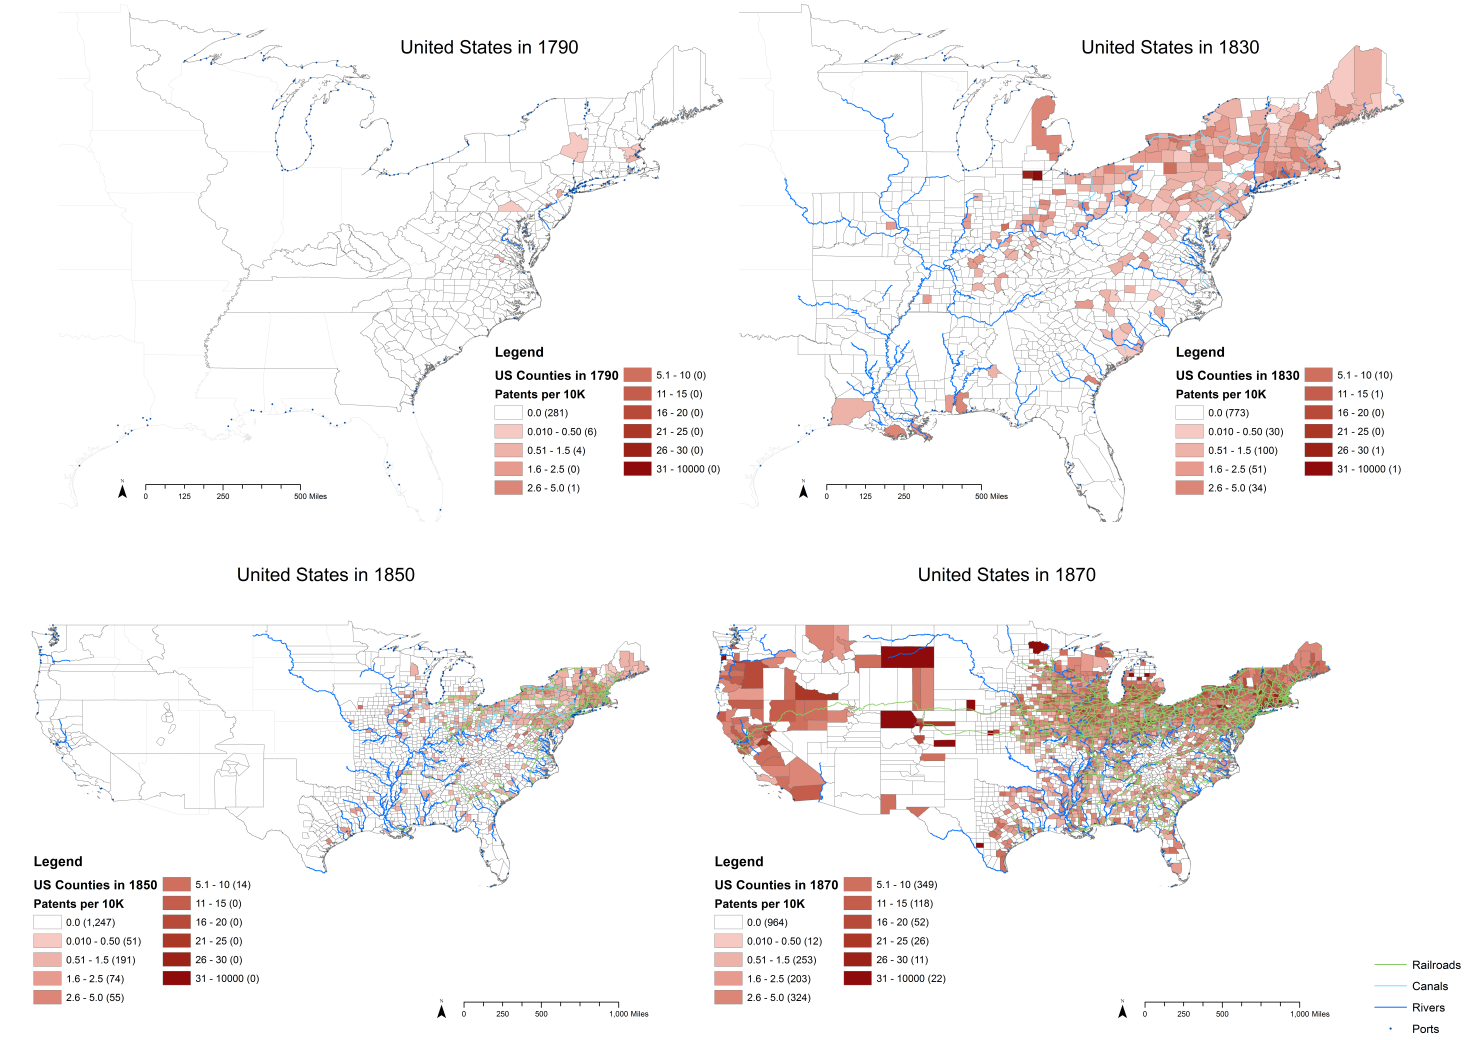 United States in 1790
Legend
US Counties in 1790
Patents per 10K
0.0 (281)
0.010 - 0.50 (6)
0.51 - 1.5 (4)
1.6 - 2.5 (0)
2.6 - 5.0 (1)
5.1 - 10 (0)
11 - 15 (0)
16 - 20 (0)
21 - 25 (0)
26 - 30 (0)
31 - 10000 (0)
N
0 125 250 500 Miles
United States in 1830
Legend
US Counties in 1830
Patents per 10K
0.0 (773)
0.010 - 0.50 (30)
0.51 - 1.5 (100)
1.6 - 2.5 (51)
2.6 - 5.0 (34)
5.1 - 10 (10)
11 - 15 (1)
16 - 20 (0)
21 - 25 (0)
26 - 30 (1)
31 - 10000 (1)
N
0 125 250 500 Miles
United States in 1850
Legend
US Counties in 1850
Patents per 10K
0.0 (1,247)
0.010 - 0.50 (51)
0.51 - 1.5 (191)
1.6 - 2.5 (74)
2.6 - 5.0 (55)
5.1 - 10 (14)
11 - 15 (0)
16 - 20 (0)
21 - 25 (0)
26 - 30 (0)
31 - 10000 (0)
N
0 250 500 1,000 Miles
United States in 1870
Legend
US Counties in 1870
Patents per 10K
0.0 (964)
0.010 - 0.50 (12)
0.51 - 1.5 (253)
1.6 - 2.5 (203)
2.6 - 5.0 (324)
5.1 - 10 (349)
11 - 15 (118)
16 - 20 (52)
21 - 25 (26)
26 - 30 (11)
31 - 10000 (22)
N
0 250 500 1,000 Miles
Railroads
Canals
Rivers
Ports